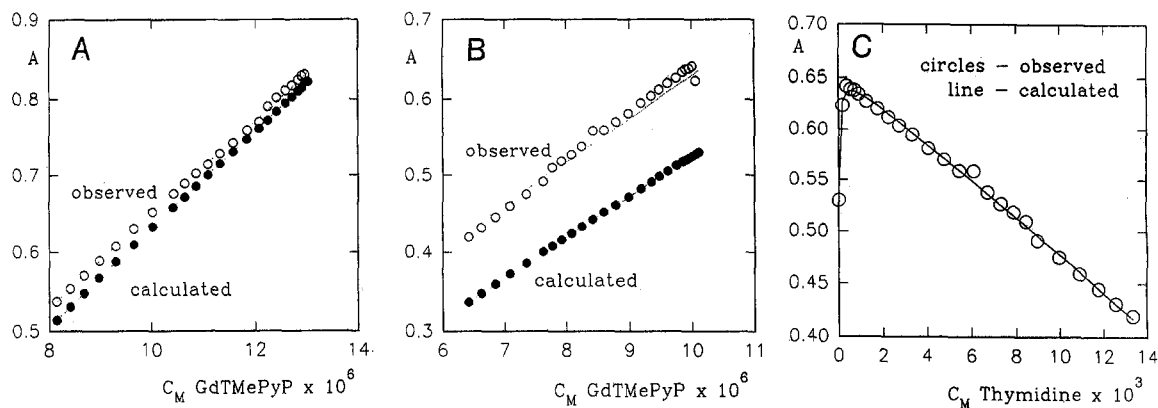 A
A
0.9
0.8
0.7
0.6
0.5
observed
calculated
8
10
12
14
C_M GdTMePyP x 10^6
B
0.7
0.6
0.5
0.4
0.3
observed
calculated
6
7
8
9
10
11
C_M GdTMePyP x 10^6
A
C
0.70
0.65
0.60
0.55
0.50
0.45
0.40
circles – observed
line – calculated
0
2
4
6
8
10
12
14
C_M Thymidine x 10^3